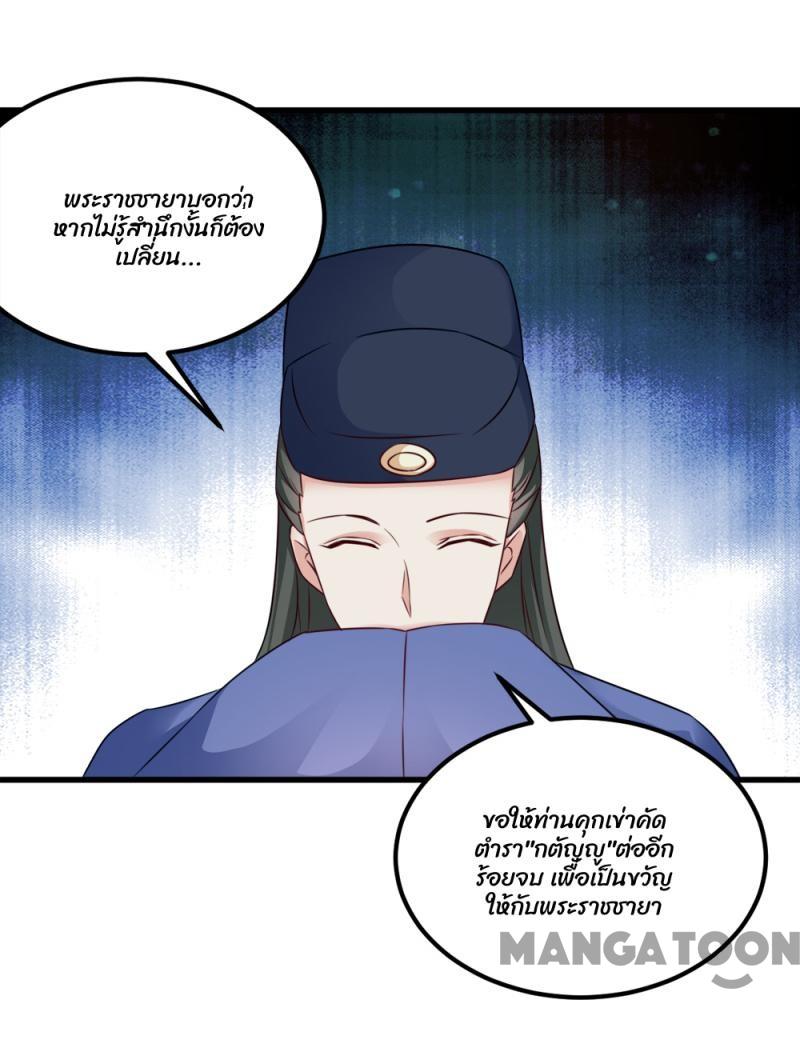 พระราชชายาบอกว่า
หากไม่รู้สำนึกงั้นก็ต้อง
เปลี่ยน...
ขอให้ท่านคุกเข่าคัด
ตำรา"กตัญญู"ต่ออีก
ร้อยจบ เพื่อเป็นขวัญ
ให้กับพระราชชายา
MANGATOON